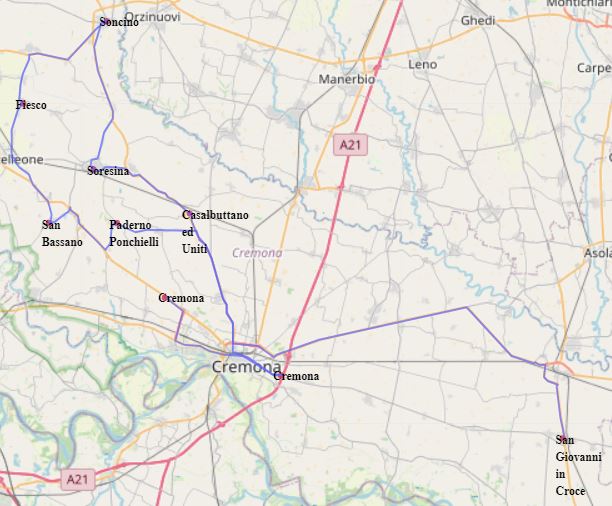 Soncino
Orzinuovi
Ghedi
Montichiari
Leno
Manerbio
Carpe
Fiesco
A21
elleone
Soresina
San
Bassano
Paderno
Ponchielli
Casalbuttano
ed
Uniti
Cremona
Asola
Cremona
Cremona
Cremona
San
Giovanni
in
Croce
A21